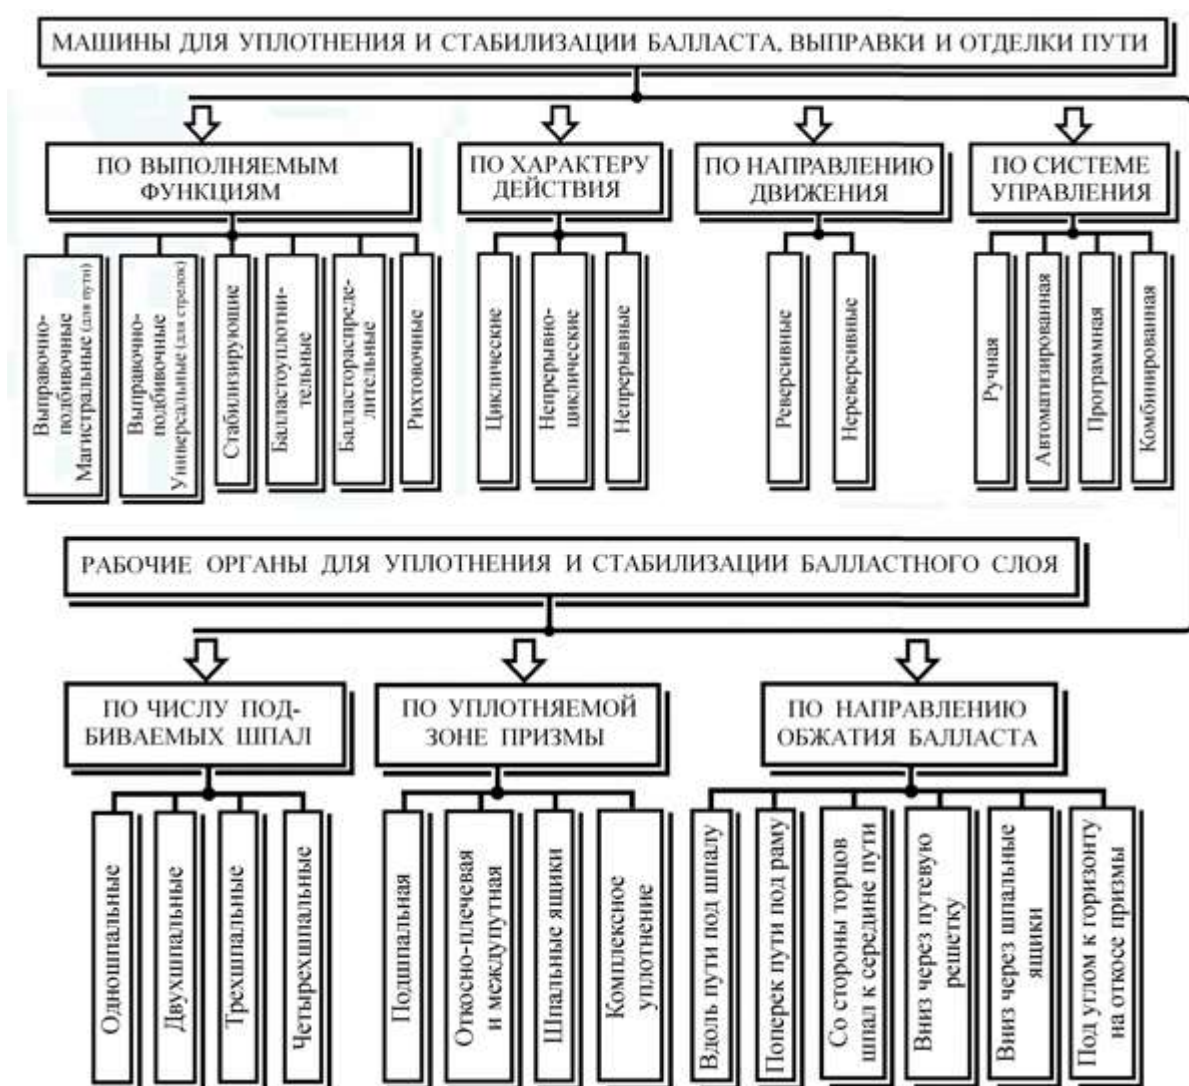 МАШИНЫ ДЛЯ УПЛОТНЕНИЯ И СТАБИЛИЗАЦИИ БАЛЛАСТА, ВЫПРАВКИ И ОТДЕЛКИ ПУТИ
ПО ВЫПОЛНЯЕМЫМ
ФУНКЦИЯМ
ПО ХАРАКТЕРУ
ДЕЙСТВИЯ
ПО НАПРАВЛЕНИЮ
ДВИЖЕНИЯ
ПО СИСТЕМЕ
УПРАВЛЕНИЯ
Выправочно-
подбивочные
Магистральные (для пути)
Выправочно-
подбивочные
Универсальные (для стрелок)
Стабилизирующие
Балластоуплотни-
тельные
Балластораспреде-
лительные
Рихтовочные
Циклические
Непрерывно-
циклические
Непрерывные
Реверсивные
Нереверсивные
Ручная
Автоматизированная
Программная
Комбинированная
РАБОЧИЕ ОРГАНЫ ДЛЯ УПЛОТНЕНИЯ И СТАБИЛИЗАЦИИ БАЛЛАСТНОГО СЛОЯ
ПО ЧИСЛУ ПОД-
БИВАЕМЫХ ШПАЛ
ПО УПЛОТНЯЕМОЙ
ЗОНЕ ПРИЗМЫ
ПО НАПРАВЛЕНИЮ
ОБЖАТИЯ БАЛЛАСТА
Одношпальные
Двухшпальные
Трехшпальные
Четырехшпальные
Подшпальная
Откосно-плечевая
и междупутная
Шпальные ящики
Комплексное
уплотнение
Вдоль пути под шпалу
Поперек пути под раму
Со стороны торцов
шпал к середине пути
Вниз через путевую
решетку
Вниз через шпальные
ящики
Под углом к горизонту
на откосе призмы